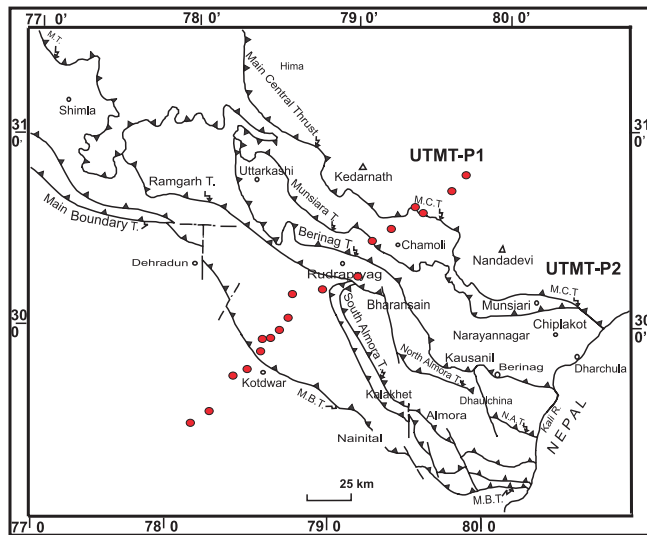 77 0' 78 0' 79 0' 80 0'
M.T.
Hima
Shimla
Main Central Thrust
31 0'
31 0'
UTMT-P1
Kedarnath
Uttarkashi
Ramgarh T.
Munsiara T.
M.C.T.
Main Boundary T.
Berinag T.
Chamoli
Nandadevi
UTMT-P2
Dehradun
Rudraprayag
M.C.T
Bharansain
Munsjari
30 0'
South Almora T.
Chiplakot
30 0'
Narayannagar
Kausanil
North Almora T.
Berinag
Dharchula
Kotdwar
Kalakhet
Dhaulchina
M.B.T.
Almora
N.A.T.
Kali R.
NEPAL
Nainital
25 km
M.B.T.
77 0 78 0' 79 0' 80 0'